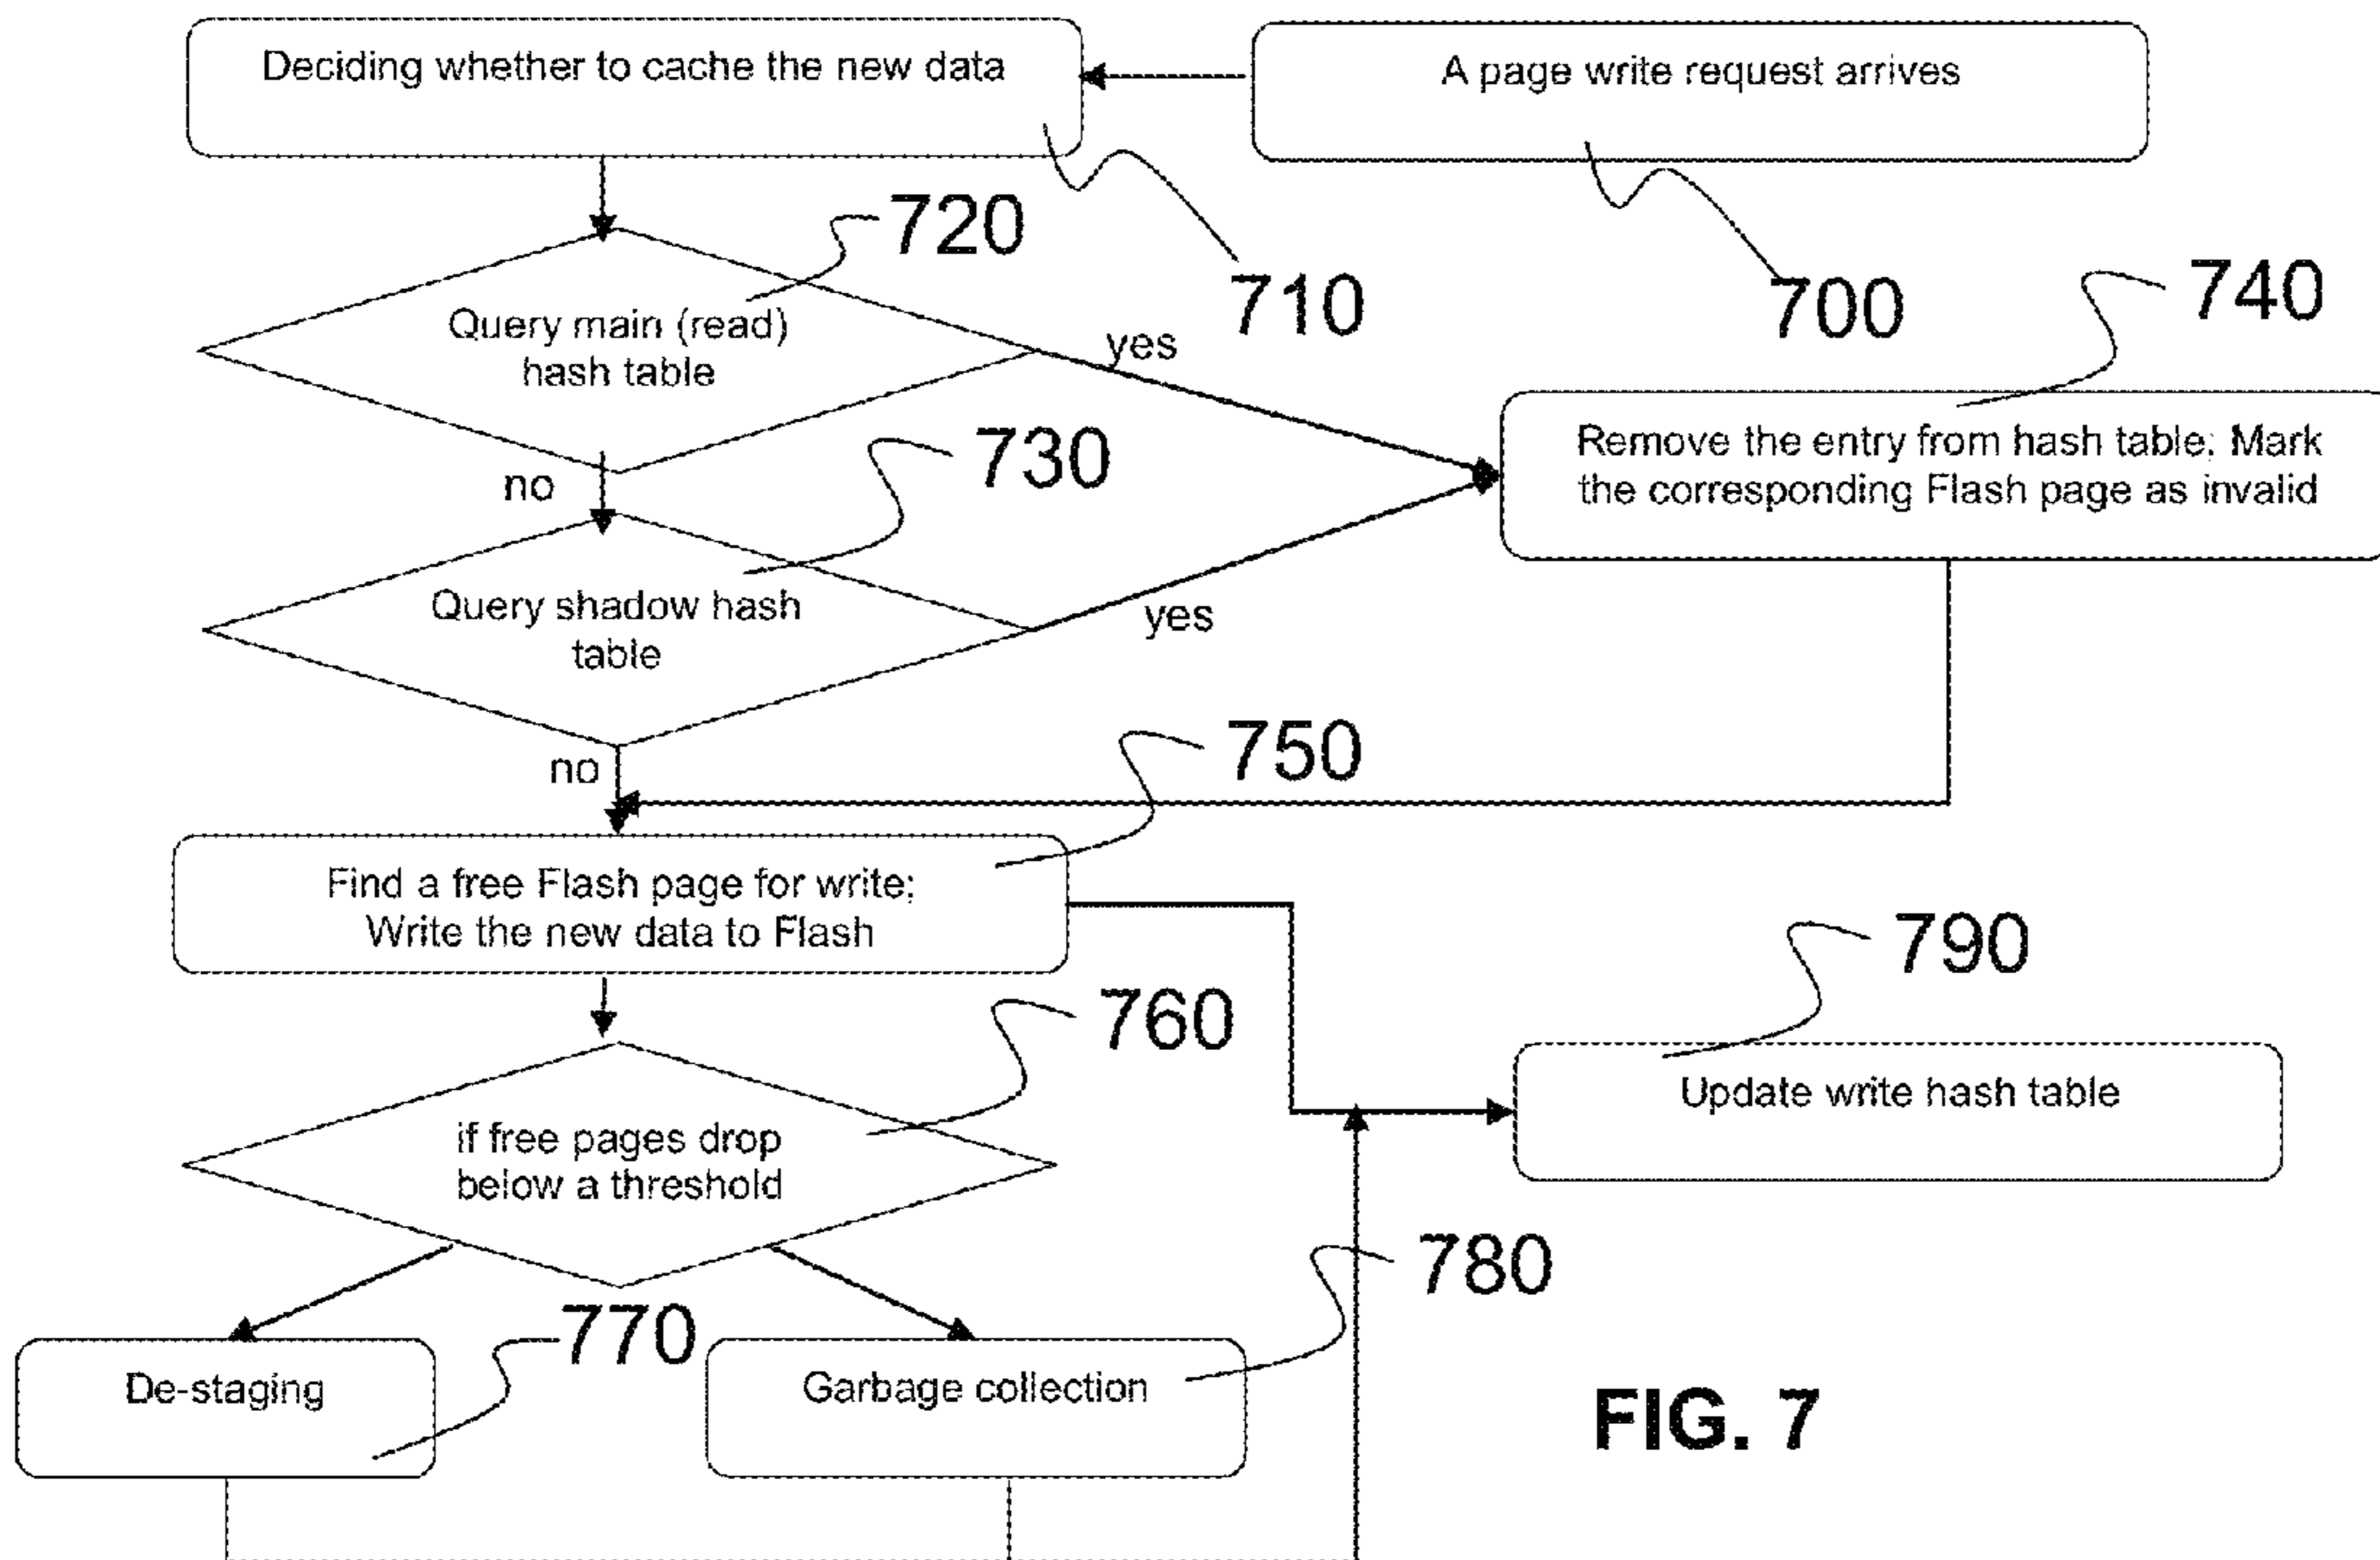 Deciding whether to cache the new data
A page write request arrives
720
710
700
740
Query main (read)
hash table
yes
730
Remove the entry from hash table; Mark
the corresponding Flash page as invalid
no
Query shadow hash
table
yes
750
no
Find a free Flash page for write;
Write the new data to Flash
790
760
Update write hash table
if free pages drop
below a threshold
780
770
De-staging
Garbage collection
FIG. 7